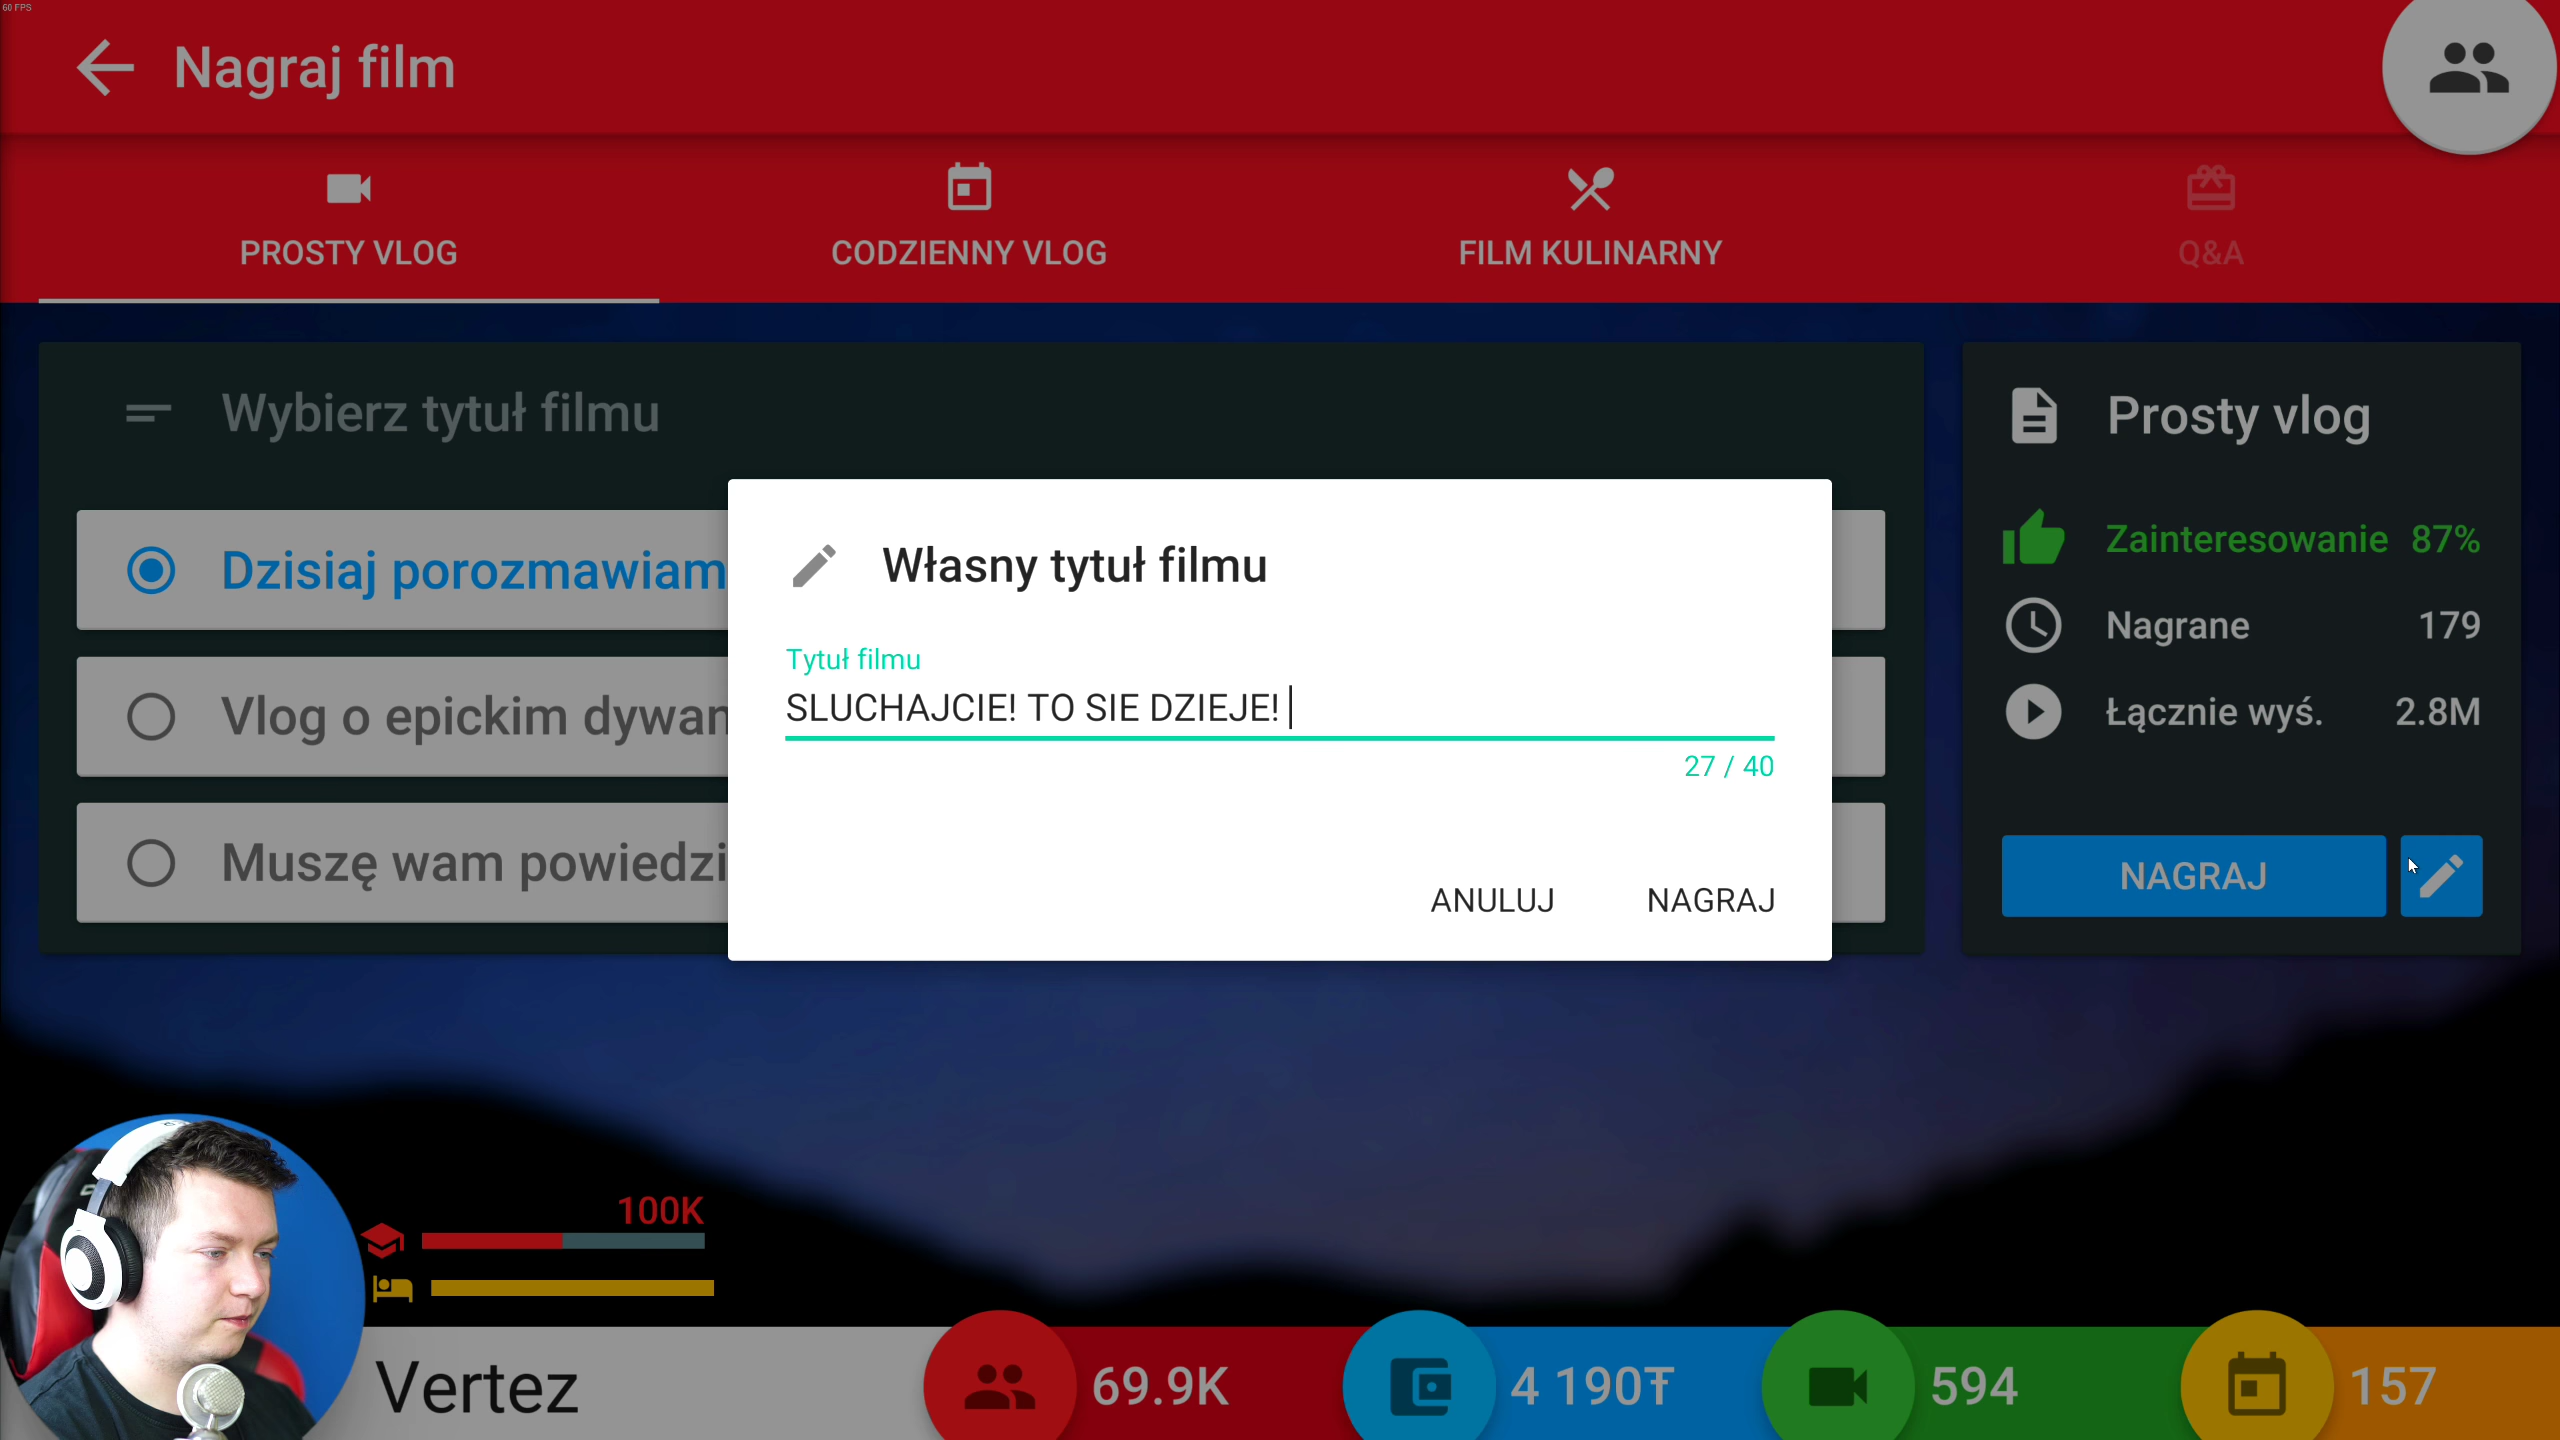 60 FPS
Nagraj film
PROSTY VLOG
CODZIENNY VLOG
FILM KULINARNY
Q&A
Wybierz tytuł filmu
Prosty vlog
Dzisiaj porozmawiam
Vlog o epickim dywan
Muszę wam powiedzi
Własny tytuł filmu
Tytuł filmu
SLUCHAJCIE! TO SIE DZIEJE!
27 / 40
ANULUJ
NAGRAJ
Zainteresowanie 87%
Nagrane 179
Łącznie wyś. 2.8M
NAGRAJ
100K
Vertez
69.9K
4 190Ŧ
594
157